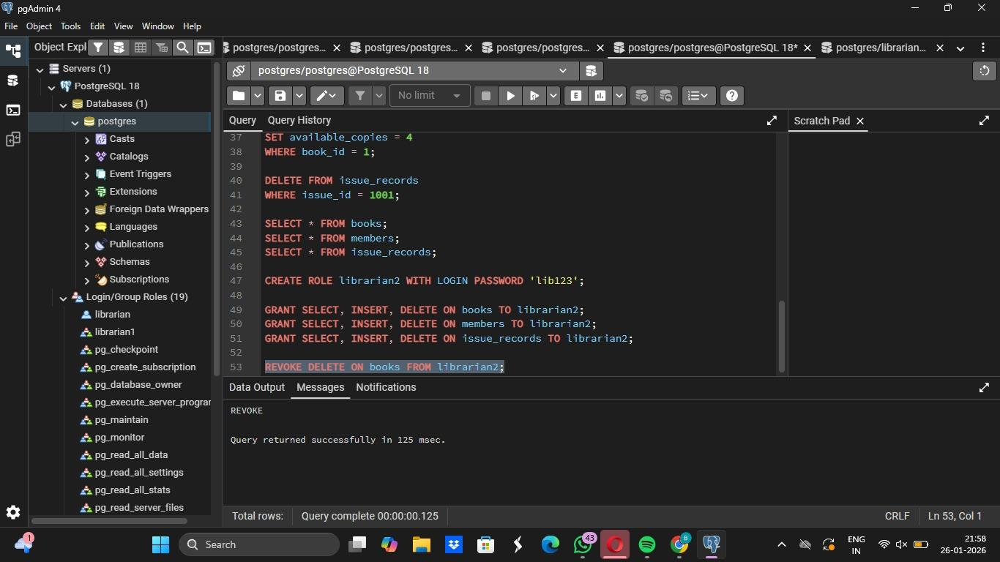 pgAdmin 4
File Object Tools Edit View Window Help
Object Expl
postgres/postgres...
postgres/postgres...
postgres/postgres...
postgres/postgres@PostgreSQL 18*
postgres/librarian...
Servers (1)
PostgreSQL 18
Databases (1)
postgres
Casts
Catalogs
Event Triggers
Extensions
Foreign Data Wrappers
Languages
Publications
Schemas
Subscriptions
Login/Group Roles (19)
librarian
librarian1
pg_checkpoint
pg_create_subscription
pg_database_owner
pg_execute_server_prograr
pg_maintain
pg_monitor
pg_read_all_data
pg_read_all_settings
pg_read_all_stats
pg_read_server_files
postgres/postgres@PostgreSQL 18
No limit
E
Query Query History
Scratch Pad
37 SET available_copies = 4
38 WHERE book_id = 1;
39
40 DELETE FROM issue_records
41 WHERE issue_id = 1001;
42
43 SELECT * FROM books;
44 SELECT * FROM members;
45 SELECT * FROM issue_records;
46
47 CREATE ROLE librarian2 WITH LOGIN PASSWORD 'lib123';
48
49 GRANT SELECT, INSERT, DELETE ON books TO librarian2;
50 GRANT SELECT, INSERT, DELETE ON members TO librarian2;
51 GRANT SELECT, INSERT, DELETE ON issue_records TO librarian2;
52
53 REVOKE DELETE ON books FROM librarian2;
Data Output Messages Notifications
REVOKE
Query returned successfully in 125 msec.
Total rows: Query complete 00:00:00.125
CRLF Ln 53, Col 1
1
Search
43
B
ENG
IN
21:58
26-01-2026